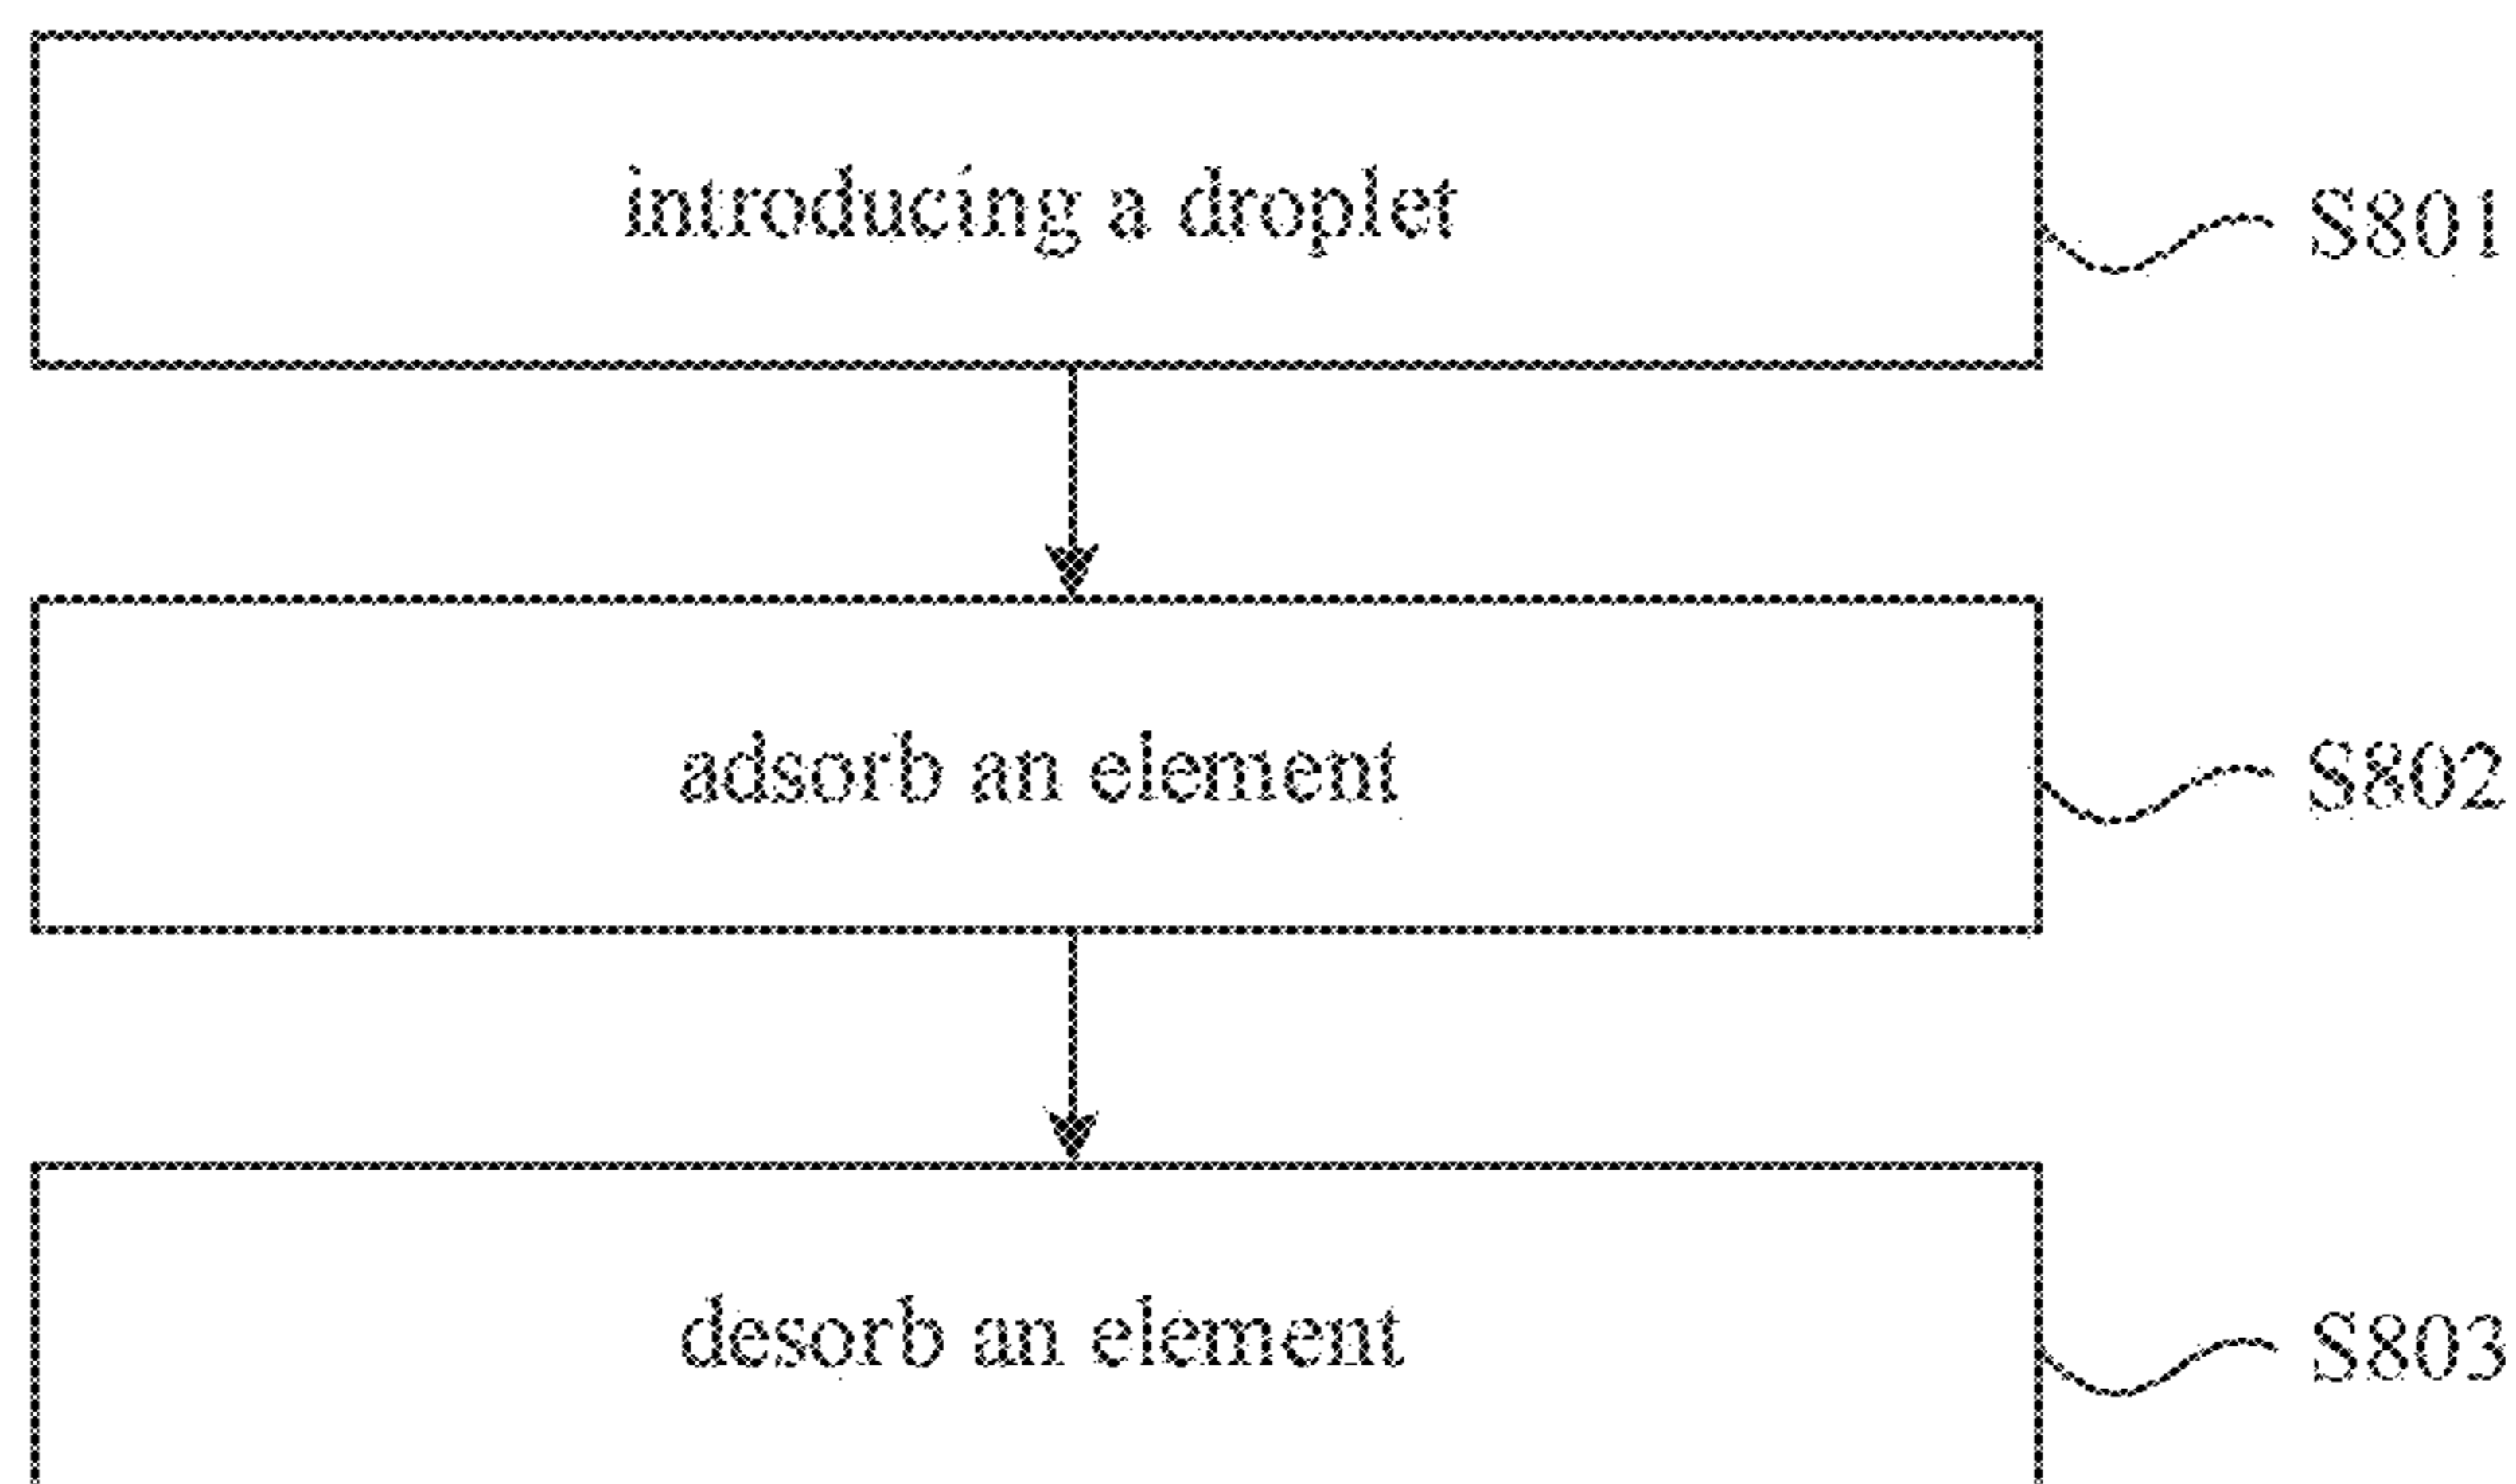 introducing a droplet
S801
adsorb an element
S802
desorb an element
S803